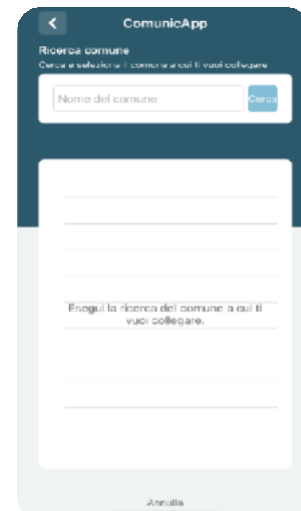 ComunicApp
Ricerca comune
Cerca e seleziona il comune a cui ti vuoi collegare
Nome del comune
Cerca
Esegui la ricerca del comune a cui ti
vuoi collegare.
Annulla